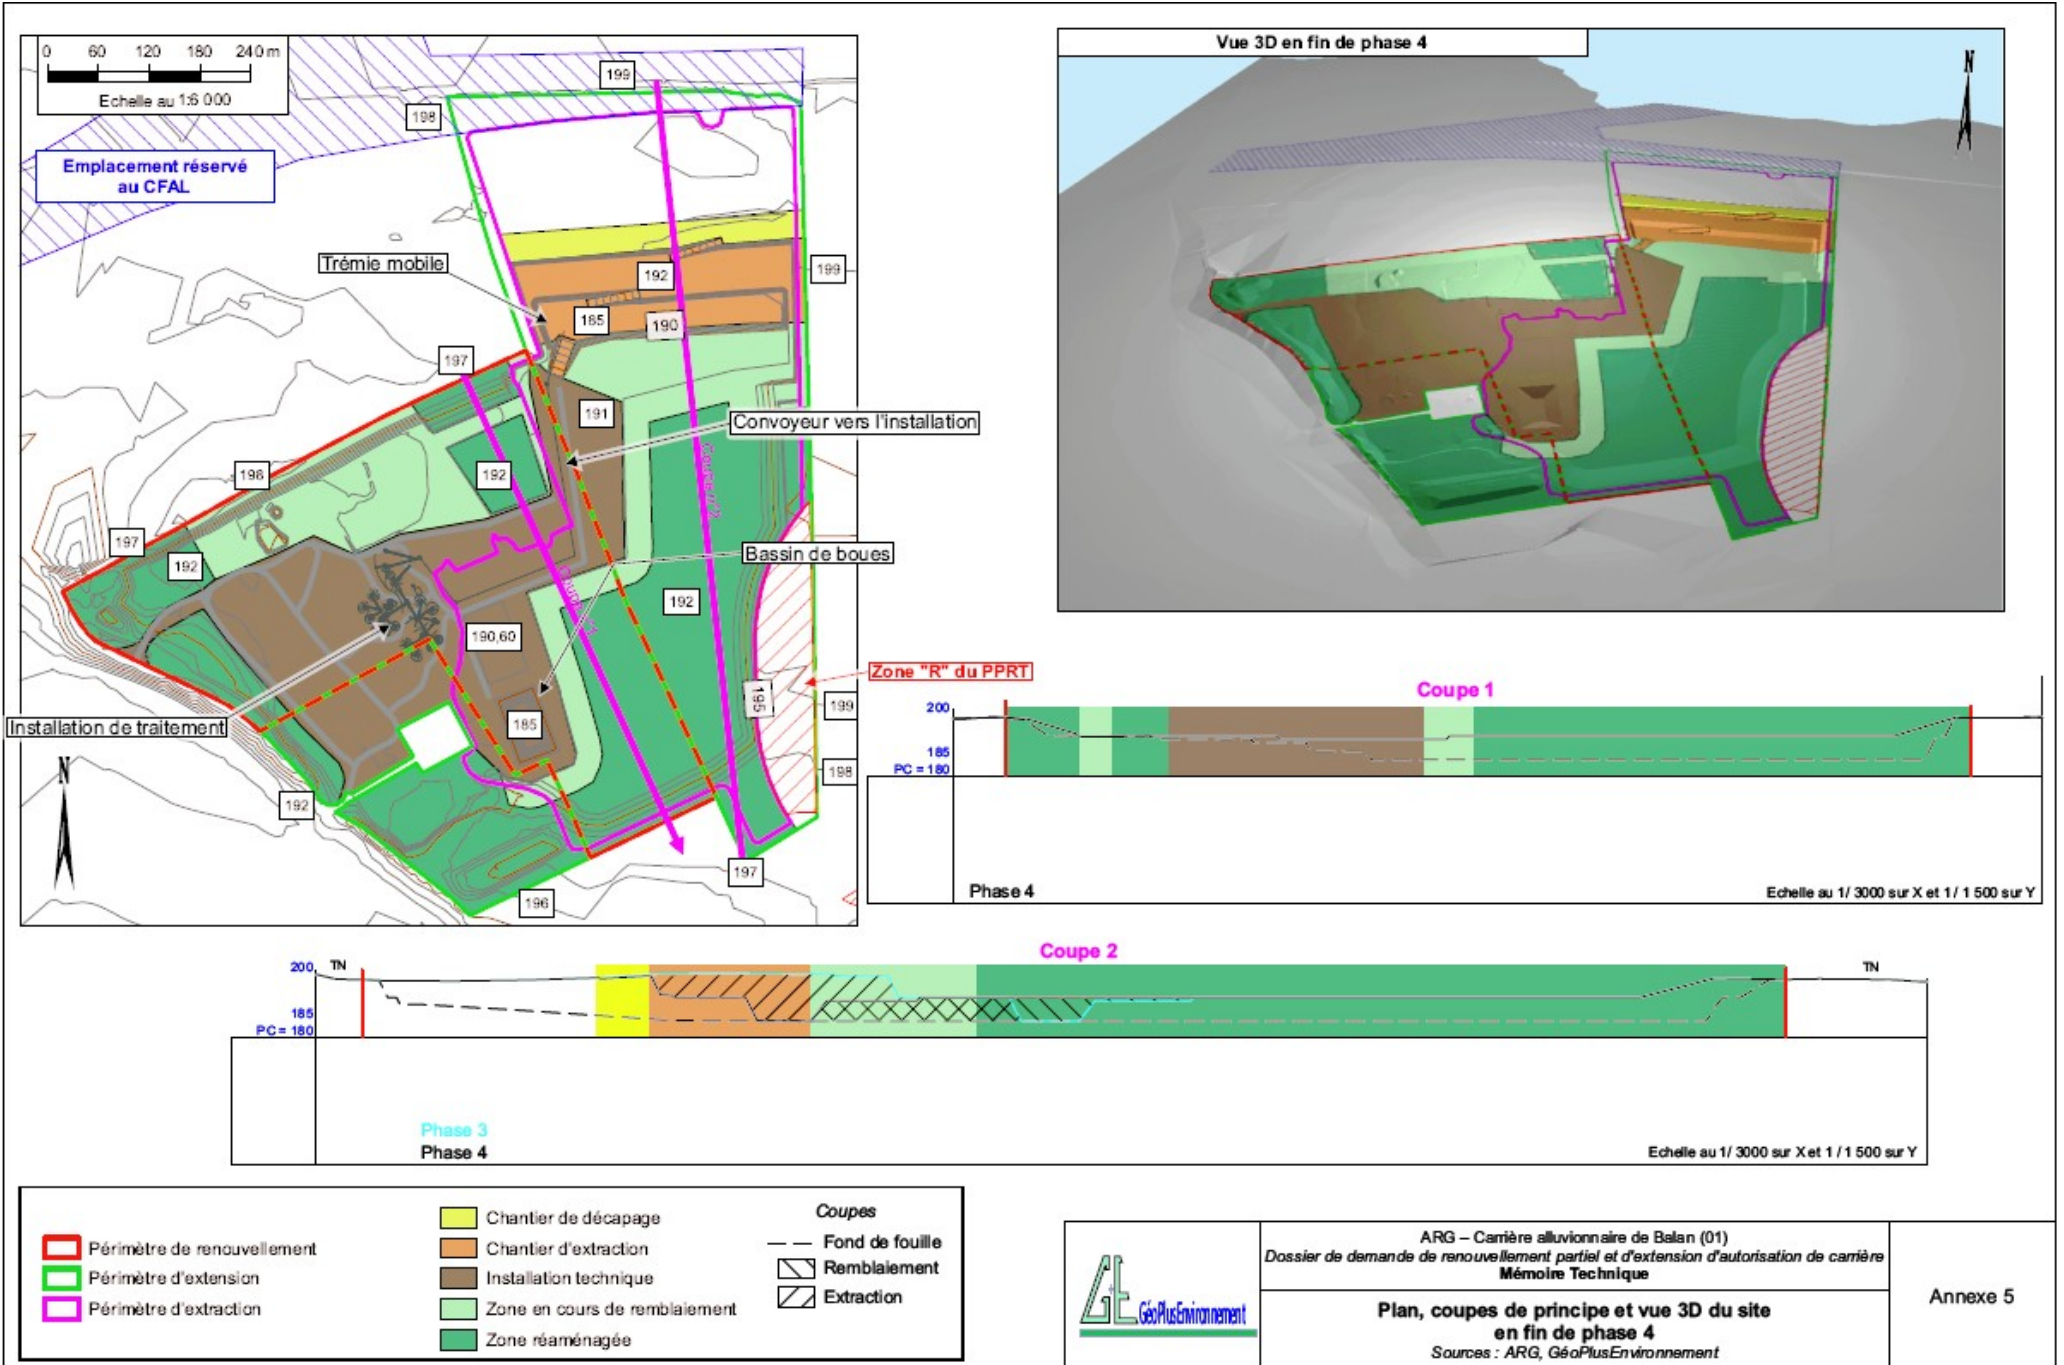 0 60 120 180 240 m
Echelle au 1:6 000
199
198
Emplacement réservé
au CFAL
Trémie mobile
192
199
185
190
197
191
Convoyeur vers l'installation
198
192
Coupe n°2
197
192
Bassin de boues
Coupe n°1
192
190,60
Zone "R" du PPRT
195
199
Installation de traitement
185
N
198
192
197
196
Vue 3D en fin de phase 4
N
Coupe 1
200
185
PC = 180
Phase 4
Echelle au 1/ 3000 sur X et 1/ 1 500 sur Y
Coupe 2
200
TN
TN
185
PC = 180
Phase 3
Phase 4
Echelle au 1/ 3000 sur X et 1 / 1 500 sur Y
Périmètre de renouvellement
Périmètre d'extension
Périmètre d'extraction
Chantier de décapage
Chantier d'extraction
Installation technique
Zone en cours de remblaiement
Zone réaménagée
Coupes
Fond de fouille
Remblaiement
Extraction
GéoPlusEnvironnement
ARG – Carrière alluvionnaire de Balan (01)
Dossier de demande de renouvellement partiel et d'extension d'autorisation de carrière
Mémoire Technique
Plan, coupes de principe et vue 3D du site
en fin de phase 4
Sources : ARG, GéoPlusEnvironnement
Annexe 5